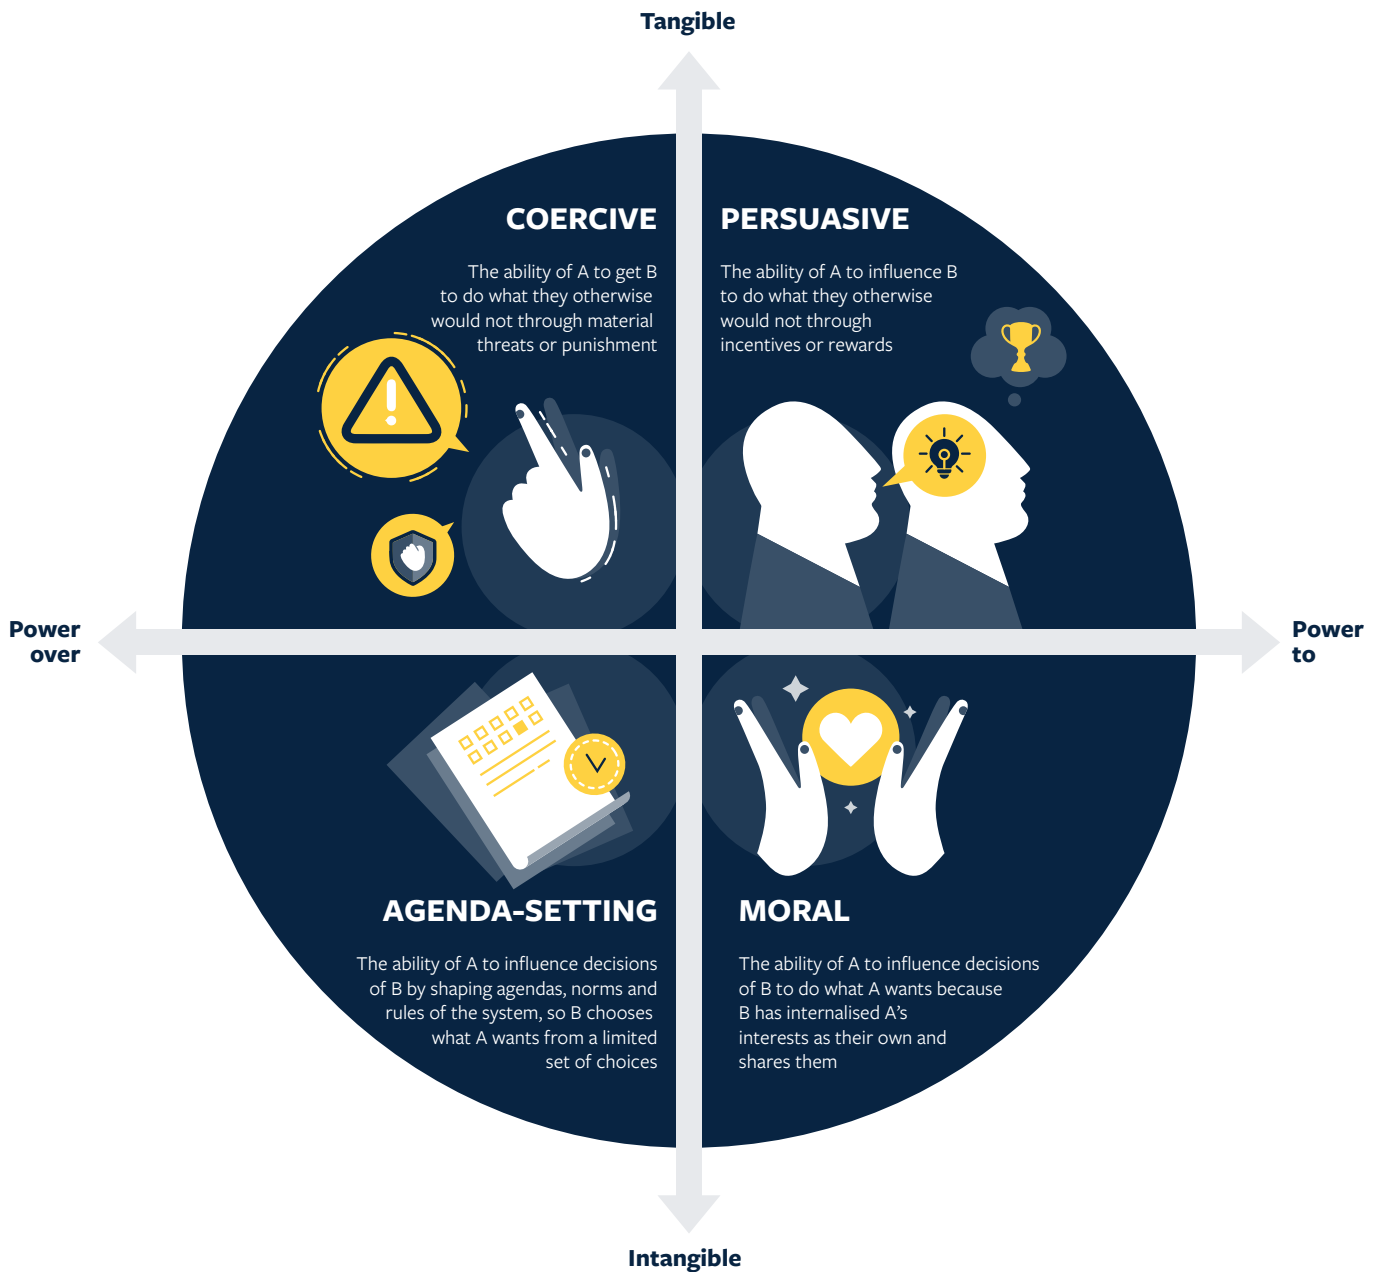 Tangible
COERCIVE
The ability of A to get B
to do what they otherwise
would not through material
threats or punishment
PERSUASIVE
The ability of A to influence B
to do what they otherwise
would not through
incentives or rewards
Power
over
Power
to
AGENDA-SETTING
The ability of A to influence decisions
of B by shaping agendas, norms and
rules of the system, so B chooses
what A wants from a limited
set of choices
MORAL
The ability of A to influence decisions
of B to do what A wants because
B has internalised A’s
interests as their own and
shares them
Intangible